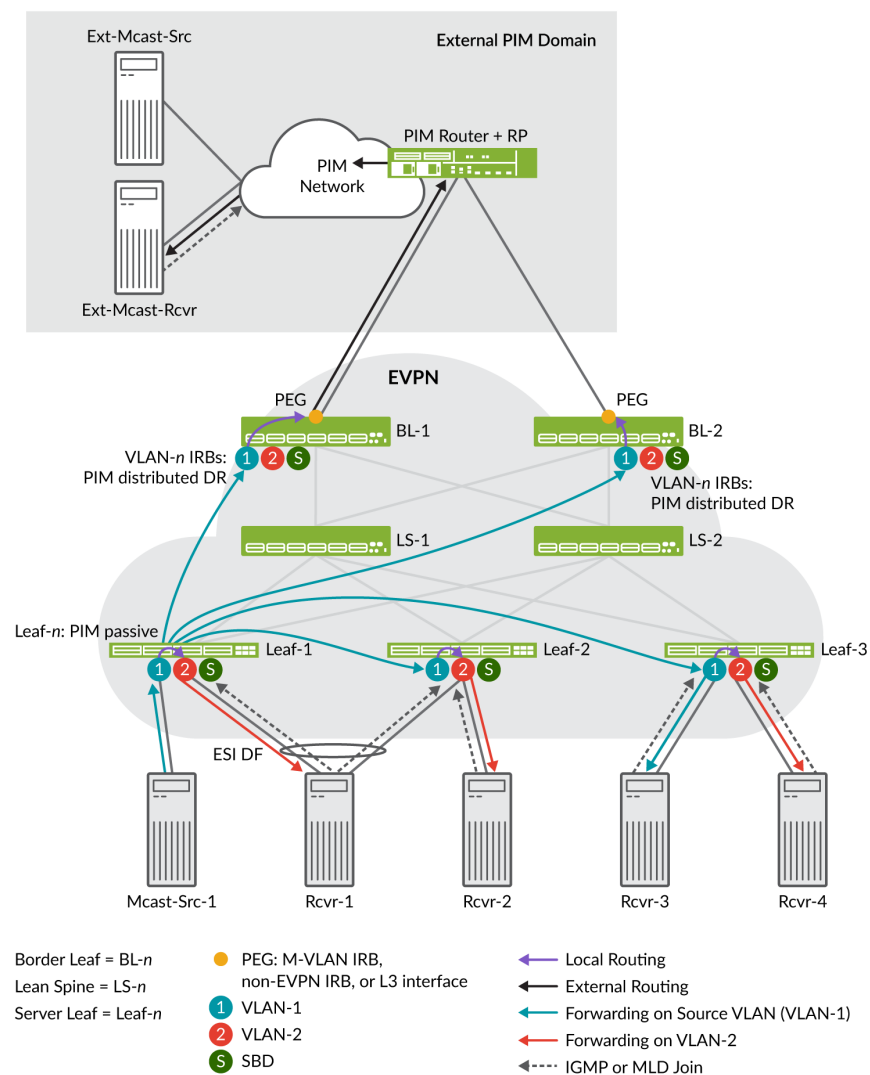 Ext-Mcast-Src
External PIM Domain
PIM Router + RP
PIM
Network
Ext-Mcast-Rcvr
EVPN
PEG
PEG
BL-1
BL-2
1
2
S
1
2
S
VLAN-n IRBs:
PIM distributed DR
VLAN-n IRBs:
PIM distributed DR
LS-1
LS-2
Leaf-n: PIM passive
Leaf-1
Leaf-2
Leaf-3
1
2
S
1
2
S
1
2
S
ESI DF
Mcast-Src-1
Rcvr-1
Rcvr-2
Rcvr-3
Rcvr-4
Border Leaf = BL-n
Lean Spine = LS-n
Server Leaf = Leaf-n
PEG: M-VLAN IRB,
non-EVPN IRB, or L3 interface
1 VLAN-1
2 VLAN-2
S SBD
Local Routing
External Routing
Forwarding on Source VLAN (VLAN-1)
Forwarding on VLAN-2
IGMP or MLD Join